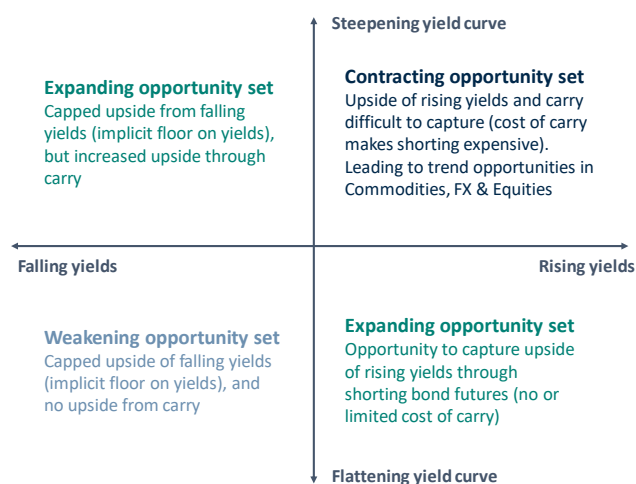 Steepening yield curve
Expanding opportunity set
Capped upside from falling
yields (implicit floor on yields),
but increased upside through
carry
Contracting opportunity set
Upside of rising yields and carry
difficult to capture (cost of carry
makes shorting expensive).
Leading to trend opportunities in
Commodities, FX & Equities
Falling yields
Rising yields
Weakening opportunity set
Capped upside of falling yields
(implicit floor on yields), and
no upside from carry
Expanding opportunity set
Opportunity to capture upside
of rising yields through
shorting bond futures (no or
limited cost of carry)
Flattening yield curve